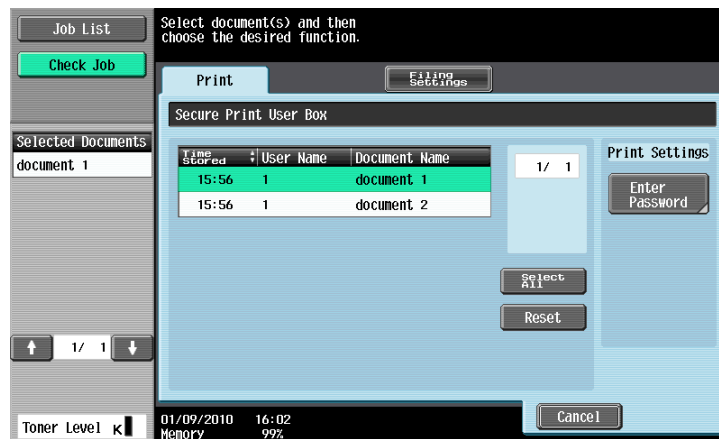 Job List
Select document(s) and then
choose the desired function.
Check Job
Print
Filing
Settings
Secure Print User Box
Selected Documents
document 1
Time
Stored
User Name
Document Name
15:56 1 document 1
15:56 1 document 2
1/ 1
Print Settings
Enter
Password
Select
All
Reset
1/ 1
Toner Level K
01/09/2010 16:02
Memory 99%
Cancel